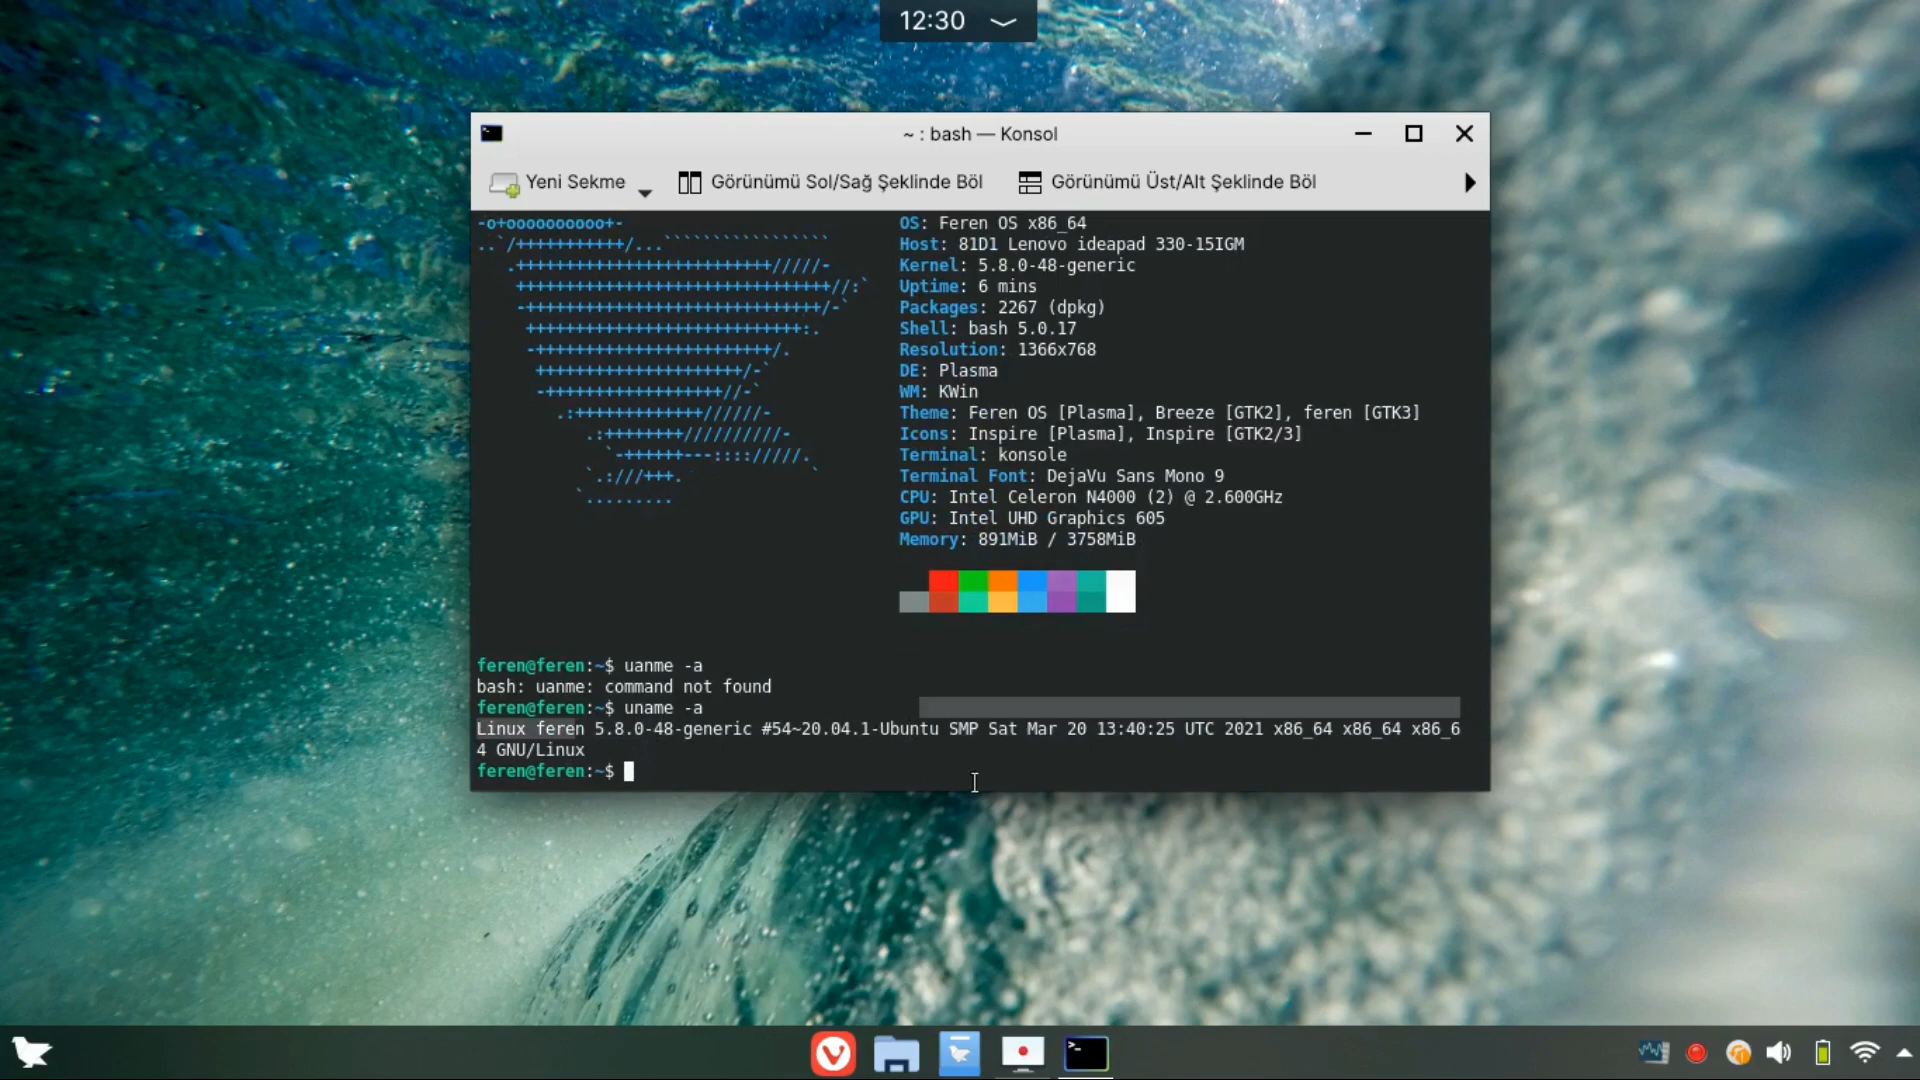 12:30
~ : bash — Konsol
Yeni Sekme
Görünümü Sol/Sağ Şeklinde Böl
Görünümü Üst/Alt Şeklinde Böl
OS: Feren OS x86_64
Host: 81D1 Lenovo ideapad 330-15IGM
Kernel: 5.8.0-48-generic
Uptime: 6 mins
Packages: 2267 (dpkg)
Shell: bash 5.0.17
Resolution: 1366x768
DE: Plasma
WM: KWin
Theme: Feren OS [Plasma], Breeze [GTK2], feren [GTK3]
Icons: Inspire [Plasma], Inspire [GTK2/3]
Terminal: konsole
Terminal Font: DejaVu Sans Mono 9
CPU: Intel Celeron N4000 (2) @ 2.600GHz
GPU: Intel UHD Graphics 605
Memory: 891MiB / 3758MiB
feren@feren:~$ uanme -a
bash: uanme: command not found
feren@feren:~$ uname -a
Linux feren 5.8.0-48-generic #54~20.04.1-Ubuntu SMP Sat Mar 20 13:40:25 UTC 2021 x86_64 x86_64 x86_6
4 GNU/Linux
feren@feren:~$